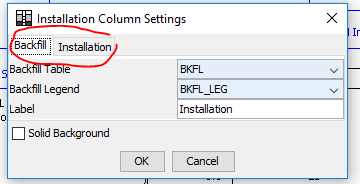 Installation Column Settings
Backfill Installation
Backfill Table BKFL
Backfill Legend BKFL_LEG
Label Installation
Solid Background
OK Cancel